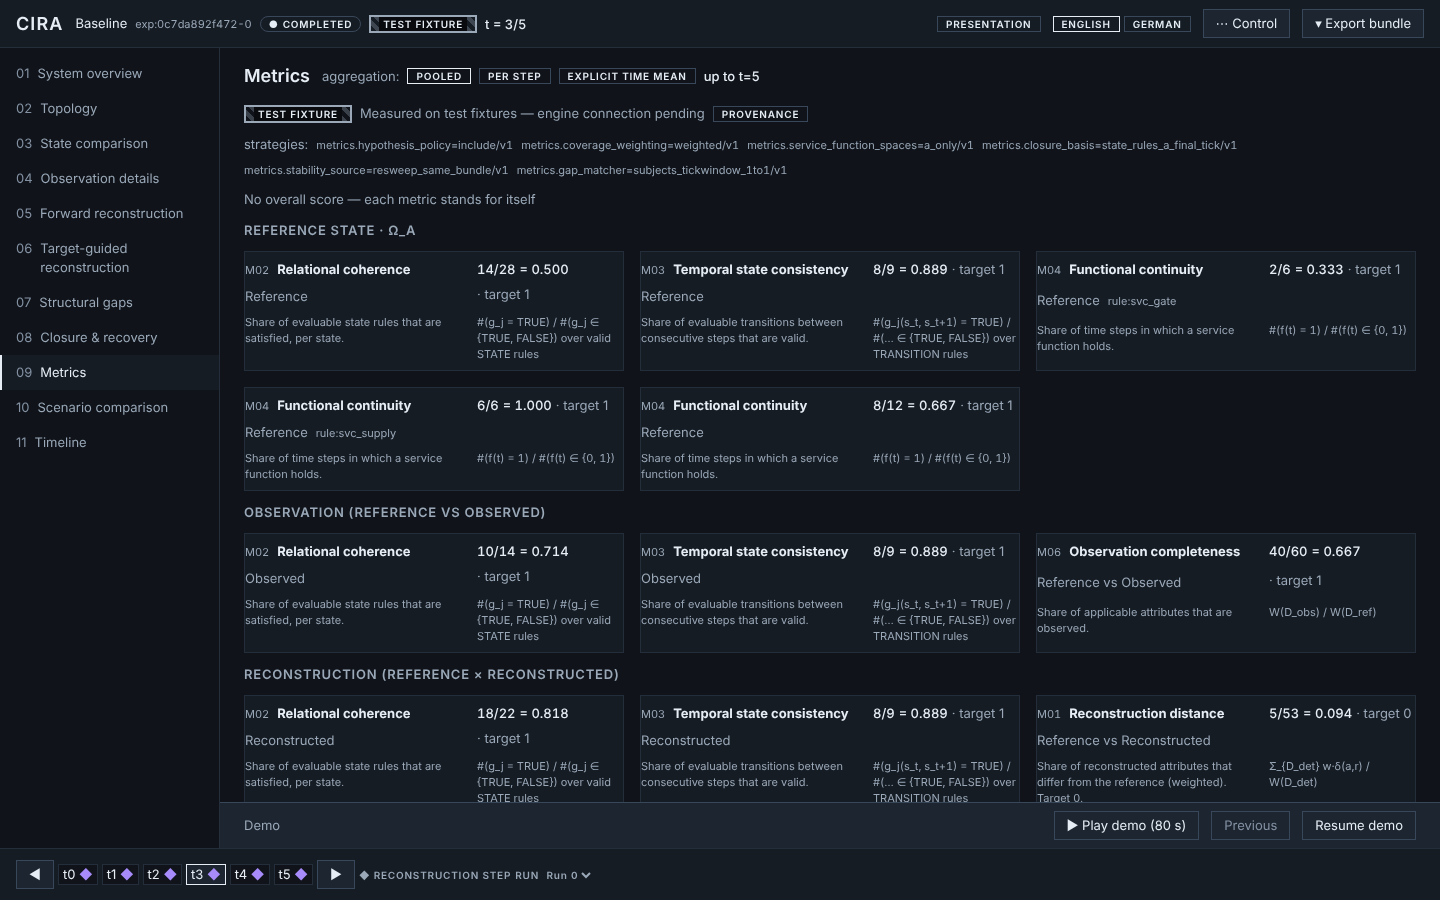 CIRA Baseline exp:0c7da892f472-0 ● COMPLETED TEST FIXTURE t = 3/5 PRESENTATION ENGLISH GERMAN ··· Control ▾ Export bundle
01 System overview
02 Topology
03 State comparison
04 Observation details
05 Forward reconstruction
06 Target-guided
reconstruction
07 Structural gaps
08 Closure & recovery
09 Metrics
10 Scenario comparison
11 Timeline
Metrics aggregation: POOLED PER STEP EXPLICIT TIME MEAN up to t=5
TEST FIXTURE Measured on test fixtures — engine connection pending PROVENANCE
strategies: metrics.hypothesis_policy=include/v1 metrics.coverage_weighting=weighted/v1 metrics.service_function_spaces=a_only/v1 metrics.closure_basis=state_rules_a_final_tick/v1
metrics.stability_source=resweep_same_bundle/v1 metrics.gap_matcher=subjects_tickwindow_1to1/v1
No overall score — each metric stands for itself
REFERENCE STATE · Ω_A
M02 Relational coherence 14/28 = 0.500
· target 1
Reference
Share of evaluable state rules that are
satisfied, per state.
#(g_j = TRUE) / #(g_j ∈
{TRUE, FALSE}) over valid
STATE rules
M03 Temporal state consistency 8/9 = 0.889 · target 1
Reference
Share of evaluable transitions between
consecutive steps that are valid.
#(g_j(s_t, s_t+1) = TRUE) /
#(... ∈ {TRUE, FALSE}) over
TRANSITION rules
M04 Functional continuity 2/6 = 0.333 · target 1
Reference rule:svc_gate
Share of time steps in which a service
function holds.
#(f(t) = 1) / #(f(t) ∈ {0, 1})
M04 Functional continuity 6/6 = 1.000 · target 1
Reference rule:svc_supply
Share of time steps in which a service
function holds.
#(f(t) = 1) / #(f(t) ∈ {0, 1})
M04 Functional continuity 8/12 = 0.667 · target 1
Reference
Share of time steps in which a service
function holds.
#(f(t) = 1) / #(f(t) ∈ {0, 1})
OBSERVATION (REFERENCE VS OBSERVED)
M02 Relational coherence 10/14 = 0.714
· target 1
Observed
Share of evaluable state rules that are
satisfied, per state.
#(g_j = TRUE) / #(g_j ∈
{TRUE, FALSE}) over valid
STATE rules
M03 Temporal state consistency 8/9 = 0.889 · target 1
Observed
Share of evaluable transitions between
consecutive steps that are valid.
#(g_j(s_t, s_t+1) = TRUE) /
#(... ∈ {TRUE, FALSE}) over
TRANSITION rules
M06 Observation completeness 40/60 = 0.667
· target 1
Reference vs Observed
Share of applicable attributes that are
observed.
W(D_obs) / W(D_ref)
RECONSTRUCTION (REFERENCE × RECONSTRUCTED)
M02 Relational coherence 18/22 = 0.818
· target 1
Reconstructed
Share of evaluable state rules that are
satisfied, per state.
#(g_j = TRUE) / #(g_j ∈
{TRUE, FALSE}) over valid
STATE rules
M03 Temporal state consistency 8/9 = 0.889 · target 1
Reconstructed
Share of evaluable transitions between
consecutive steps that are valid.
#(g_j(s_t, s_t+1) = TRUE) /
#(... ∈ {TRUE, FALSE}) over
TRANSITION rules
M01 Reconstruction distance 5/53 = 0.094 · target 0
Reference vs Reconstructed
Share of reconstructed attributes that
differ from the reference (weighted).
Target 0.
Σ_{D_det} w·δ(a,r) /
W(D_det)
Demo ▶ Play demo (80 s) Previous Resume demo
◀ t0 ◆ t1 ◆ t2 ◆ t3 ◆ t4 ◆ t5 ◆ ▶ ◆ RECONSTRUCTION STEP RUN Run 0